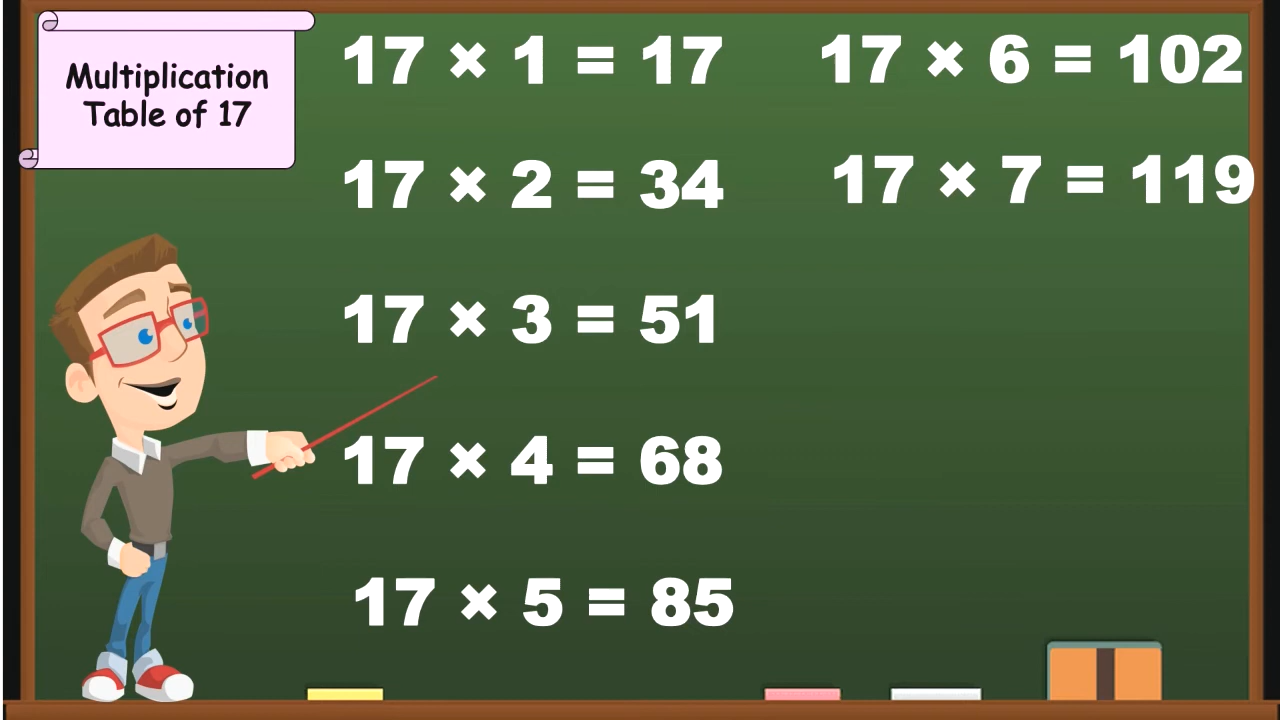 Multiplication
Table of 17
17 × 1 = 17
17 × 2 = 34
17 × 3 = 51
17 × 4 = 68
17 × 5 = 85
17 × 6 = 102
17 × 7 = 119